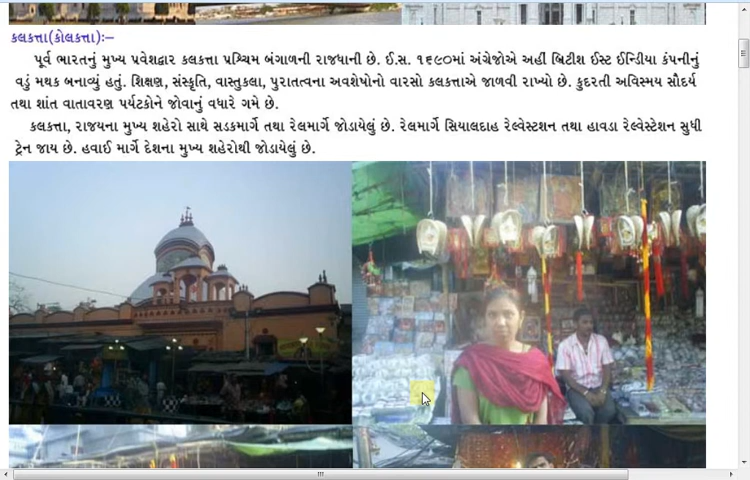 કલકત્તા(કોલકત્તા):–
પૂર્વ ભારતનું મુખ્ય પ્રવેશદ્વાર કલકત્તા પ્રશ્ચિમ બંગાળની રાજધાની છે. ઈ.સ. ૧૬૯૦માં અંગ્રેજોએ અહીં બ્રિટીશ ઈસ્ટ ઈન્ડિયા કંપનીનું
વડું મથક બનાવ્યું હતું. શિક્ષણ, સંસ્કૃતિ, વાસ્તુકલા, પુરાતત્વના અવશેષોનો વારસો કલકત્તાએ જાળવી રાખ્યો છે. કુદરતી અવિસ્મય સૌદર્ય
તથા શાંત વાતાવરણ પર્યટકોને જોવાનું વધારે ગમે છે.
કલકત્તા, રાજયના મુખ્ય શહેરો સાથે સડકમાર્ગે તથા રેલમાર્ગે જોડાયેલું છે. રેલમાર્ગે સિયાલદાહ રેલ્વેસ્ટશન તથા હાવડા રેલ્વેસ્ટેશન સુધી
ટ્રેન જાય છે. હવાઈ માર્ગે દેશના મુખ્ય શહેરોથી જોડાયેલું છે.